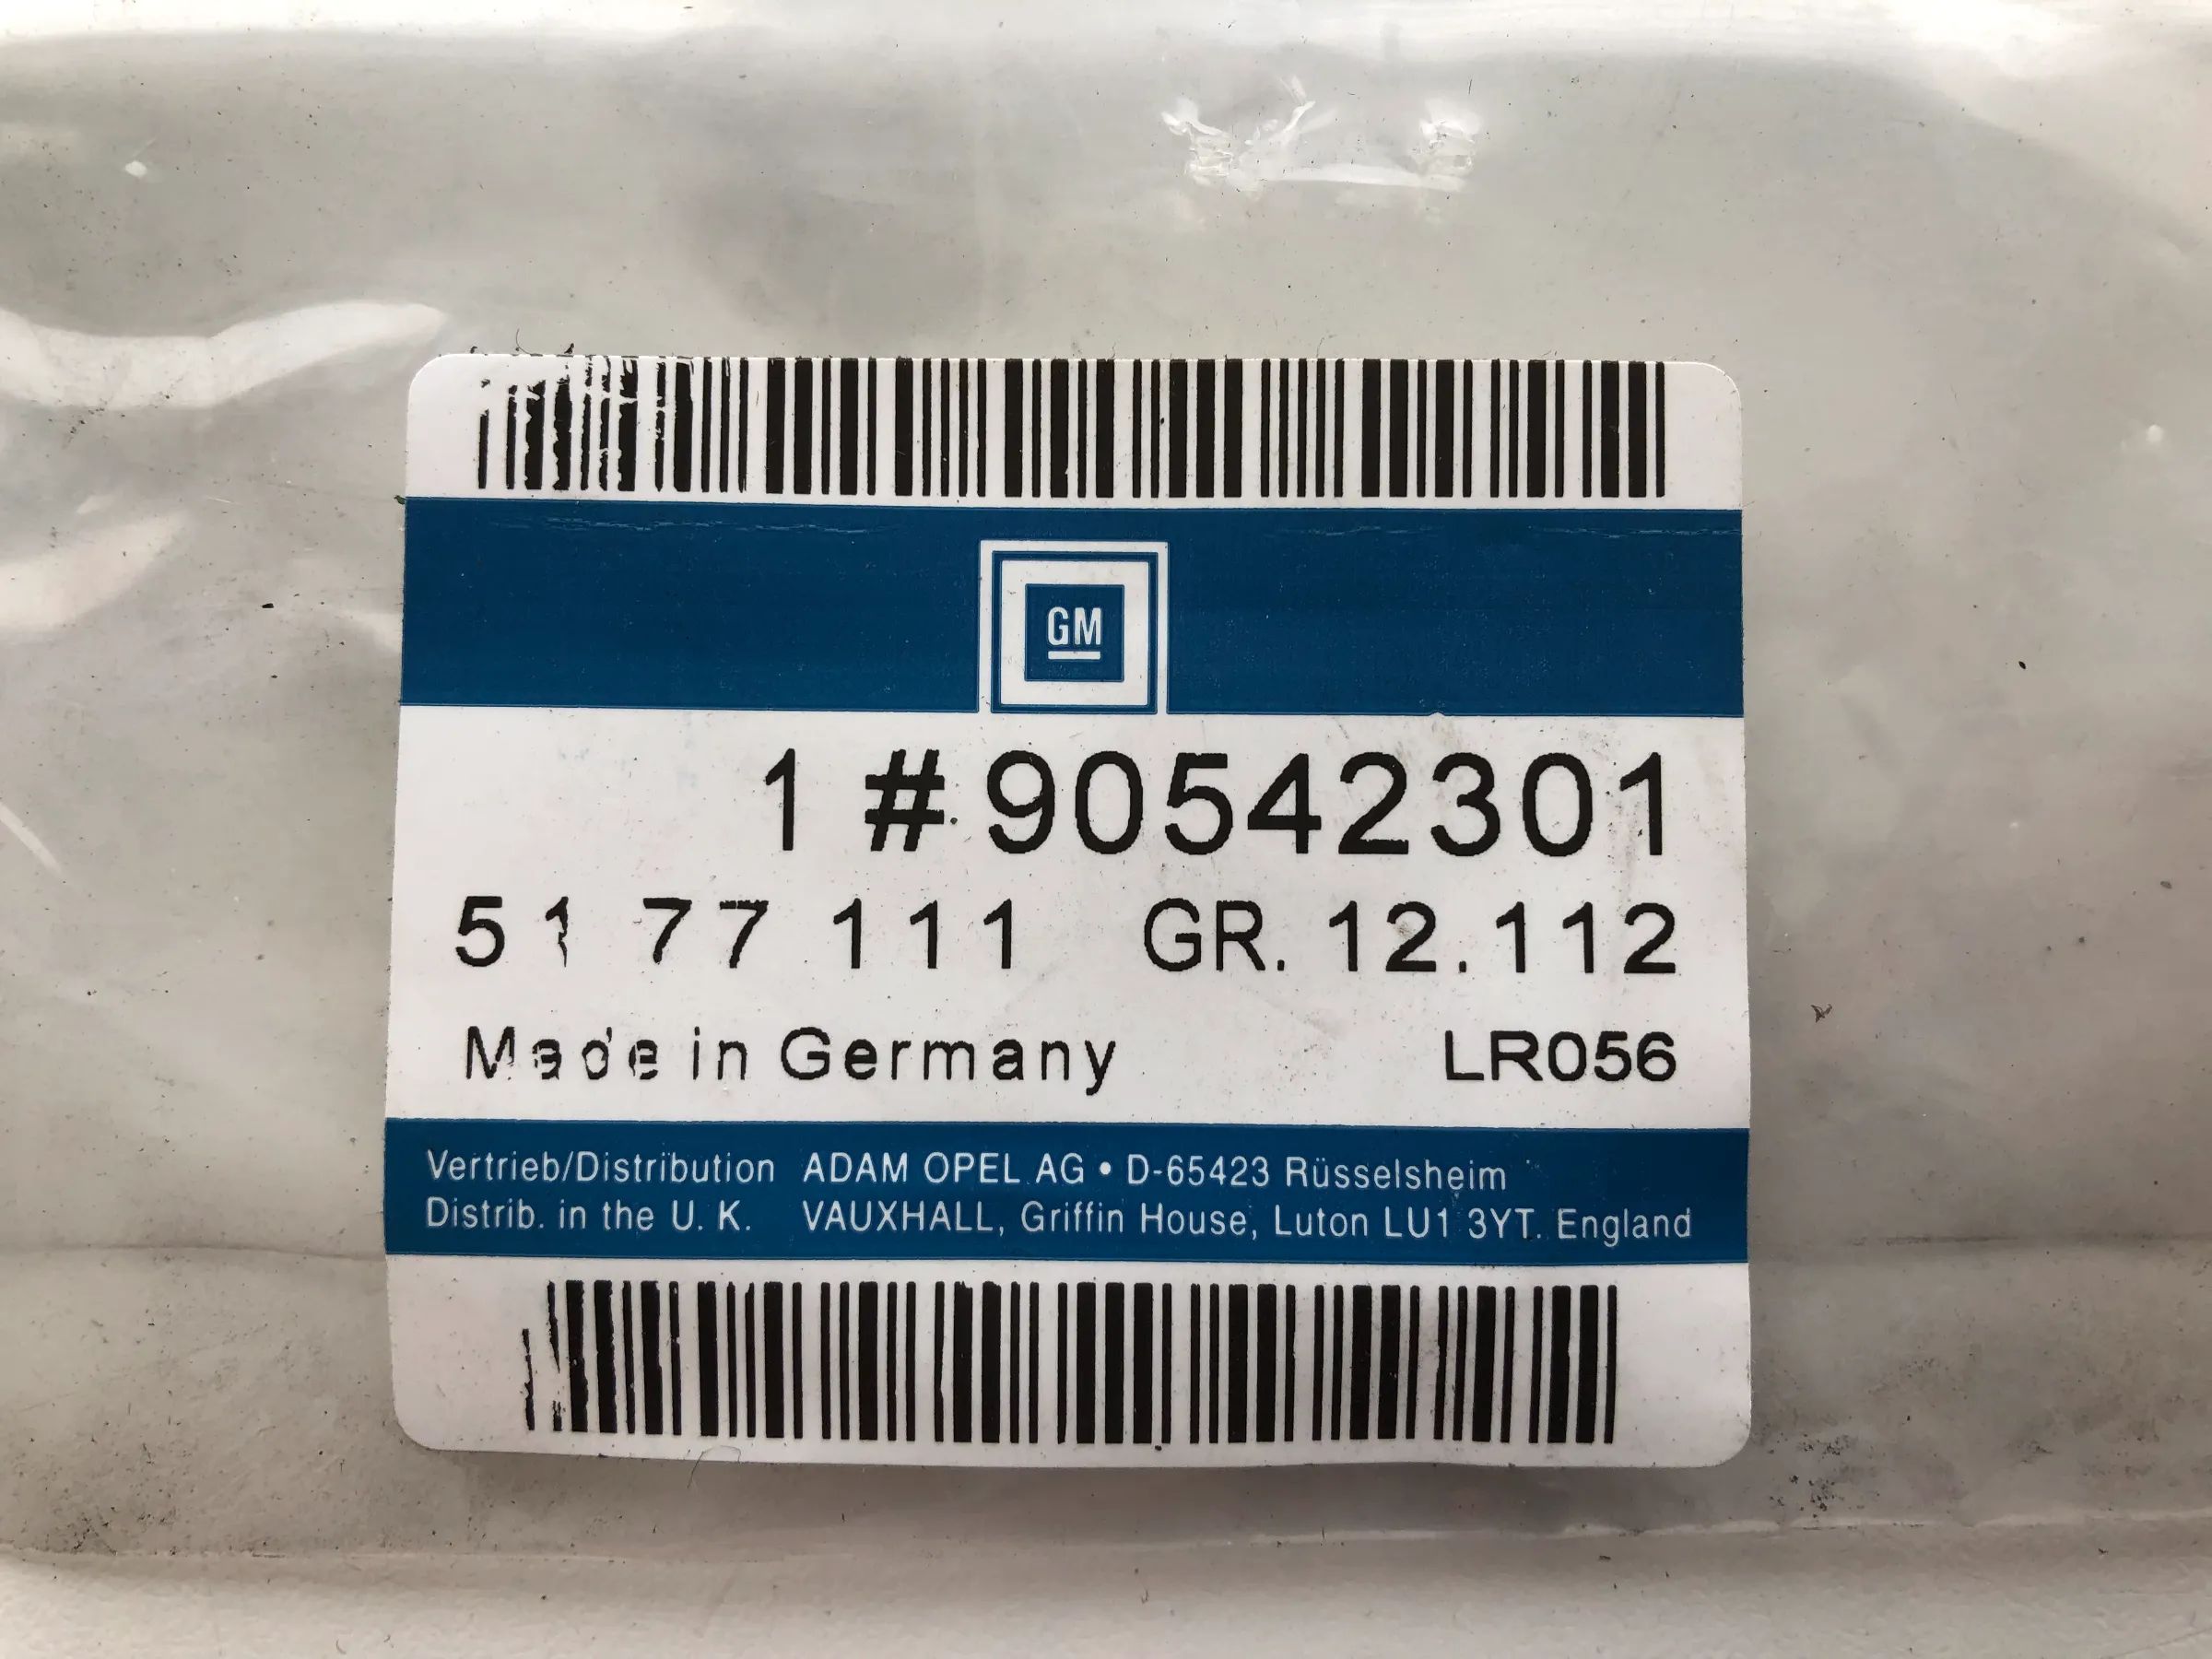 GM
1 #90542301
51 77 111 GR. 12.112
Made in Germany LR056
Vertrieb/Distribution ADAM OPEL AG • D-65423 Rüsselsheim
Distrib. in the U. K. VAUXHALL, Griffin House, Luton LU1 3YT. England